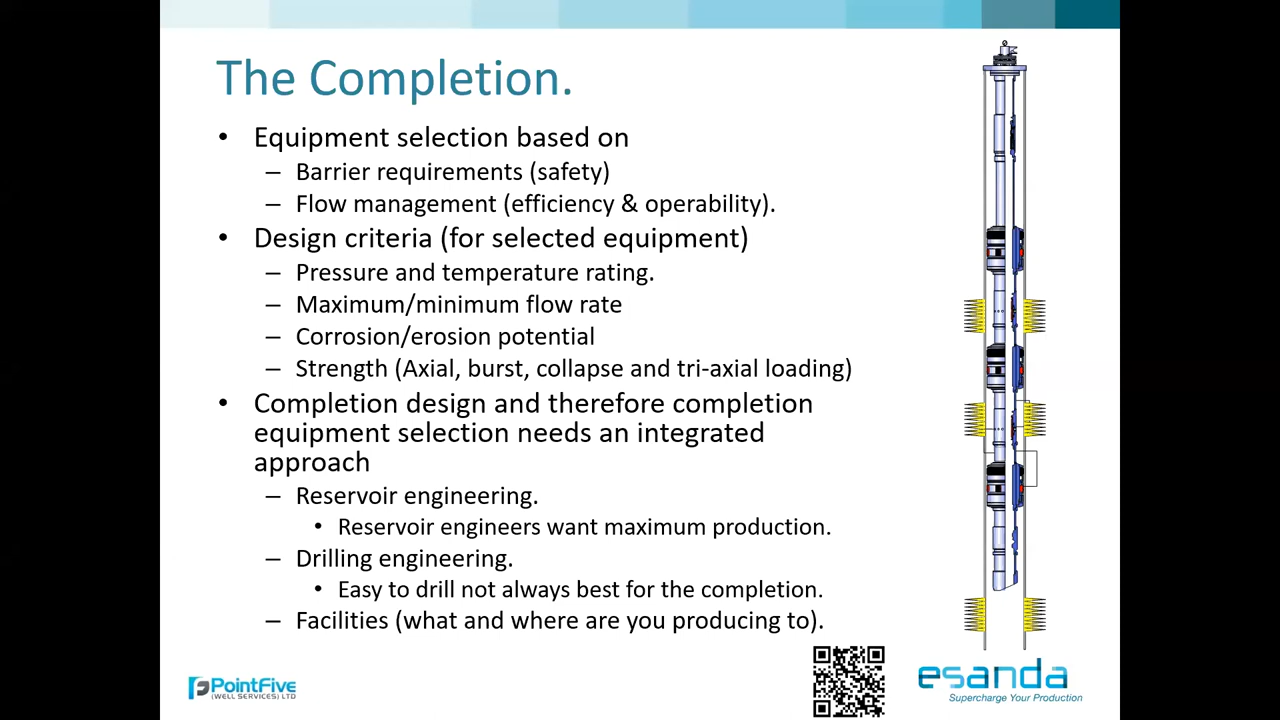 The Completion.
• Equipment selection based on
– Barrier requirements (safety)
– Flow management (efficiency & operability).
• Design criteria (for selected equipment)
– Pressure and temperature rating.
– Maximum/minimum flow rate
– Corrosion/erosion potential
– Strength (Axial, burst, collapse and tri-axial loading)
• Completion design and therefore completion
equipment selection needs an integrated
approach
– Reservoir engineering.
• Reservoir engineers want maximum production.
– Drilling engineering.
• Easy to drill not always best for the completion.
– Facilities (what and where are you producing to).
PointFive
(WELL SERVICES) LTD
esanda
Supercharge Your Production